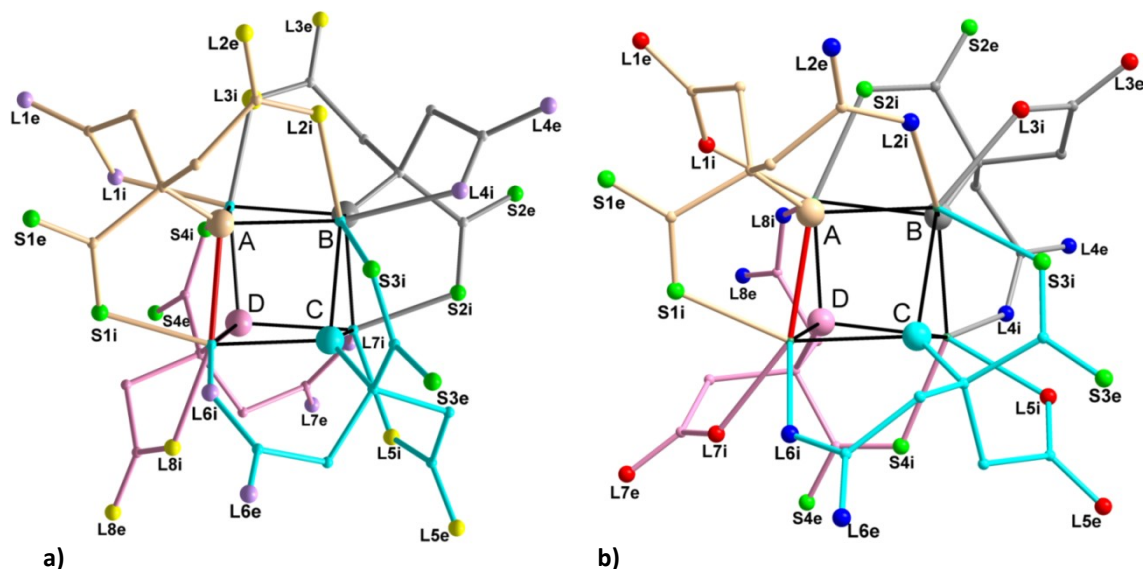 L3e
L2e
L3i
L2i
L1e
L4e
L1i
L4i
S2e
S1e
S4i
A
B
S3i
S2i
S1i
S4e
D
C
L7i
S3e
L6i
L7e
L5i
L8i
L6e
L8e
L5e
a)
L1e
L2e
S2e
L3e
S2i
L2i
L3i
L1i
S1e
L8i
A
B
L4e
S3i
L8e
S1i
D
C
L4i
L5i
S3e
L7i
L6i
S4i
L7e
S4e
L6e
L5e
b)